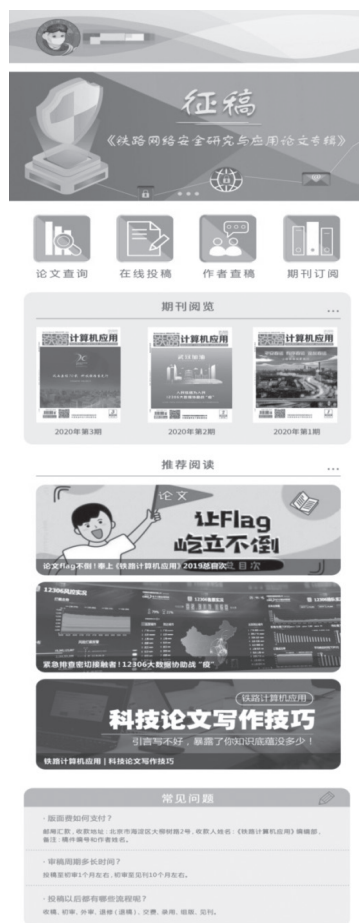 征稿
《铁路网络安全研究与应用论文专辑》
论文查询
在线投稿
作者查稿
期刊订阅
期刊阅览
...
计算机应用
计算机应用
计算机应用
2020年第3期
2020年第2期
2020年第1期
推荐阅读
...
论文
让Flag
屹立不倒
论文flag不倒！奉上《铁路计算机应用》2019总目次
12306风控实况
紧急排查密切接触者！12306大数据协助战“疫”
铁路计算机应用
科技论文写作技巧
引言写不好，暴露了你知识底蕴没多少！
铁路计算机应用 | 科技论文写作技巧
常见问题
· 版面费如何支付？
邮局汇款，收款地址：北京市海淀区大柳树路2号，收款人姓名：《铁路计算机应用》编辑部，
备注：稿件编号和作者姓名。
· 审稿周期多长时间？
投稿至初审1个月左右，初审至见刊10个月左右。
· 投稿以后都有哪些流程呢？
收稿、初审、外审、退修（退稿）、交费、录用、组版、见刊。